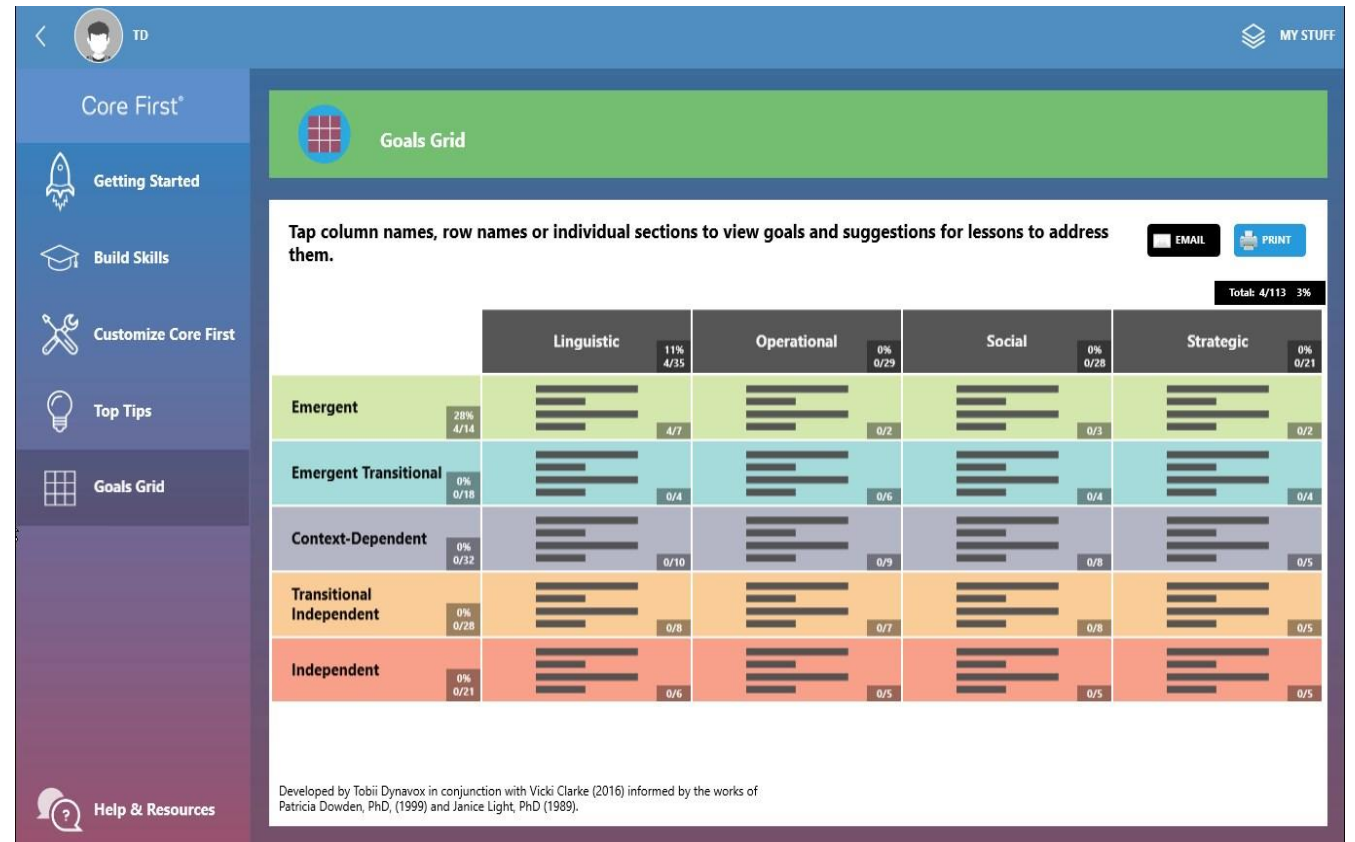 TD
MY STUFF
Core First®
Getting Started
Build Skills
Customize Core First
Top Tips
Goals Grid
Help & Resources
Goals Grid
Tap column names, row names or individual sections to view goals and suggestions for lessons to address
them.
EMAIL
PRINT
Total: 4/113 3%
Linguistic 11% 4/35 Operational 0% 0/29 Social 0% 0/28 Strategic 0% 0/21
Emergent 28% 4/14 4/7 0/2 0/3 0/2
Emergent Transitional 0% 0/18 0/4 0/6 0/4 0/4
Context-Dependent 0% 0/32 0/10 0/9 0/8 0/5
Transitional
Independent 0% 0/28 0/8 0/7 0/8 0/5
Independent 0% 0/21 0/6 0/5 0/5 0/5
Developed by Tobii Dynavox in conjunction with Vicki Clarke (2016) informed by the works of
Patricia Dowden, PhD, (1999) and Janice Light, PhD (1989).